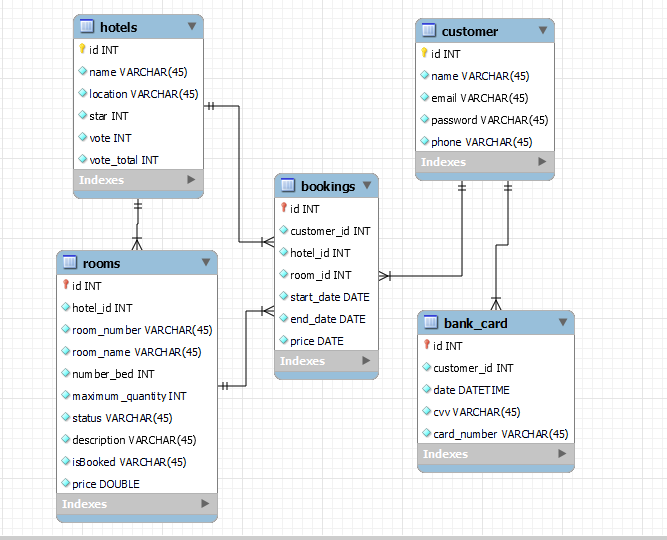 hotels
id INT
name VARCHAR(45)
location VARCHAR(45)
star INT
vote INT
vote_total INT
Indexes
customer
id INT
name VARCHAR(45)
email VARCHAR(45)
password VARCHAR(45)
phone VARCHAR(45)
Indexes
bookings
id INT
customer_id INT
hotel_id INT
room_id INT
start_date DATE
end_date DATE
price DATE
Indexes
rooms
id INT
hotel_id INT
room_number VARCHAR(45)
room_name VARCHAR(45)
number_bed INT
maximum_quantity INT
status VARCHAR(45)
description VARCHAR(45)
isBooked VARCHAR(45)
price DOUBLE
Indexes
bank_card
id INT
customer_id INT
date DATETIME
cvv VARCHAR(45)
card_number VARCHAR(45)
Indexes